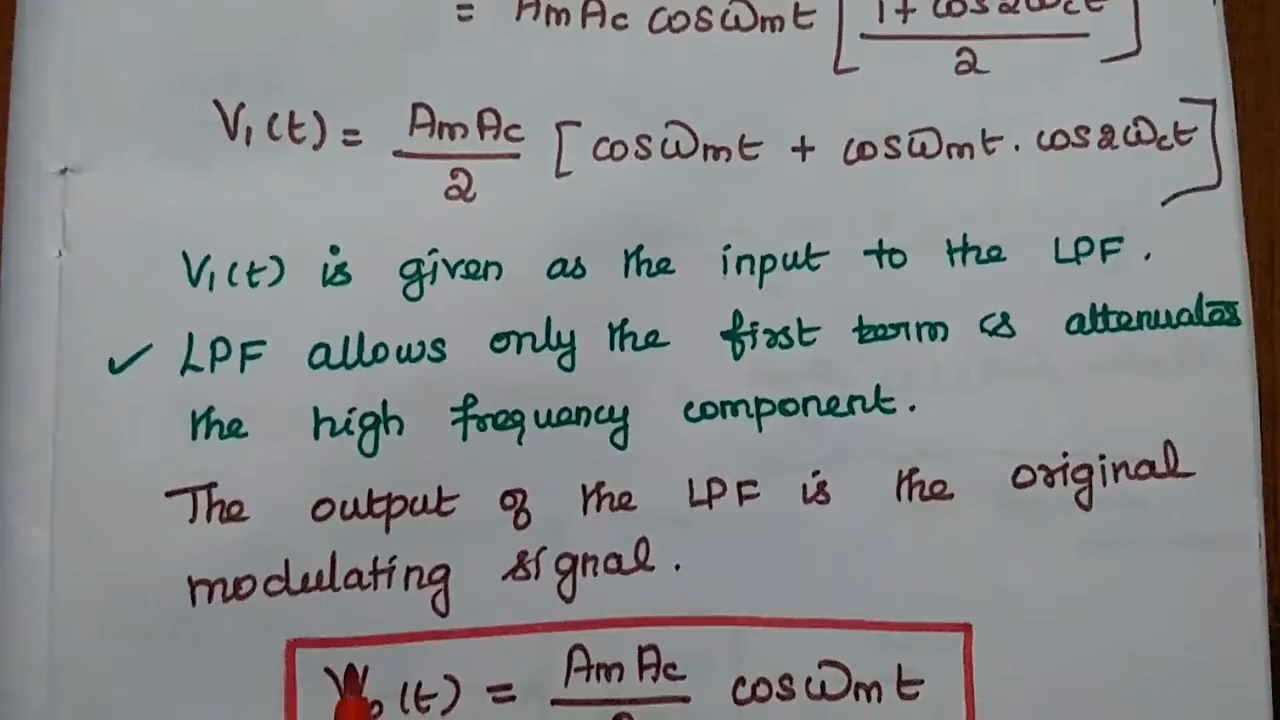 = AmAc cosωmt [ 1 + cos2ωct / 2 ]
V₁(t) = AmAc / 2 [ cosωmt + cosωmt . cos2ωct ]
V₁(t) is given as the input to the LPF .
✓ LPF allows only the first term & attenuates
the high frequency component.
The output of the LPF is the original
modulating signal .
V₀(t) = AmAc / 2 cosωmt